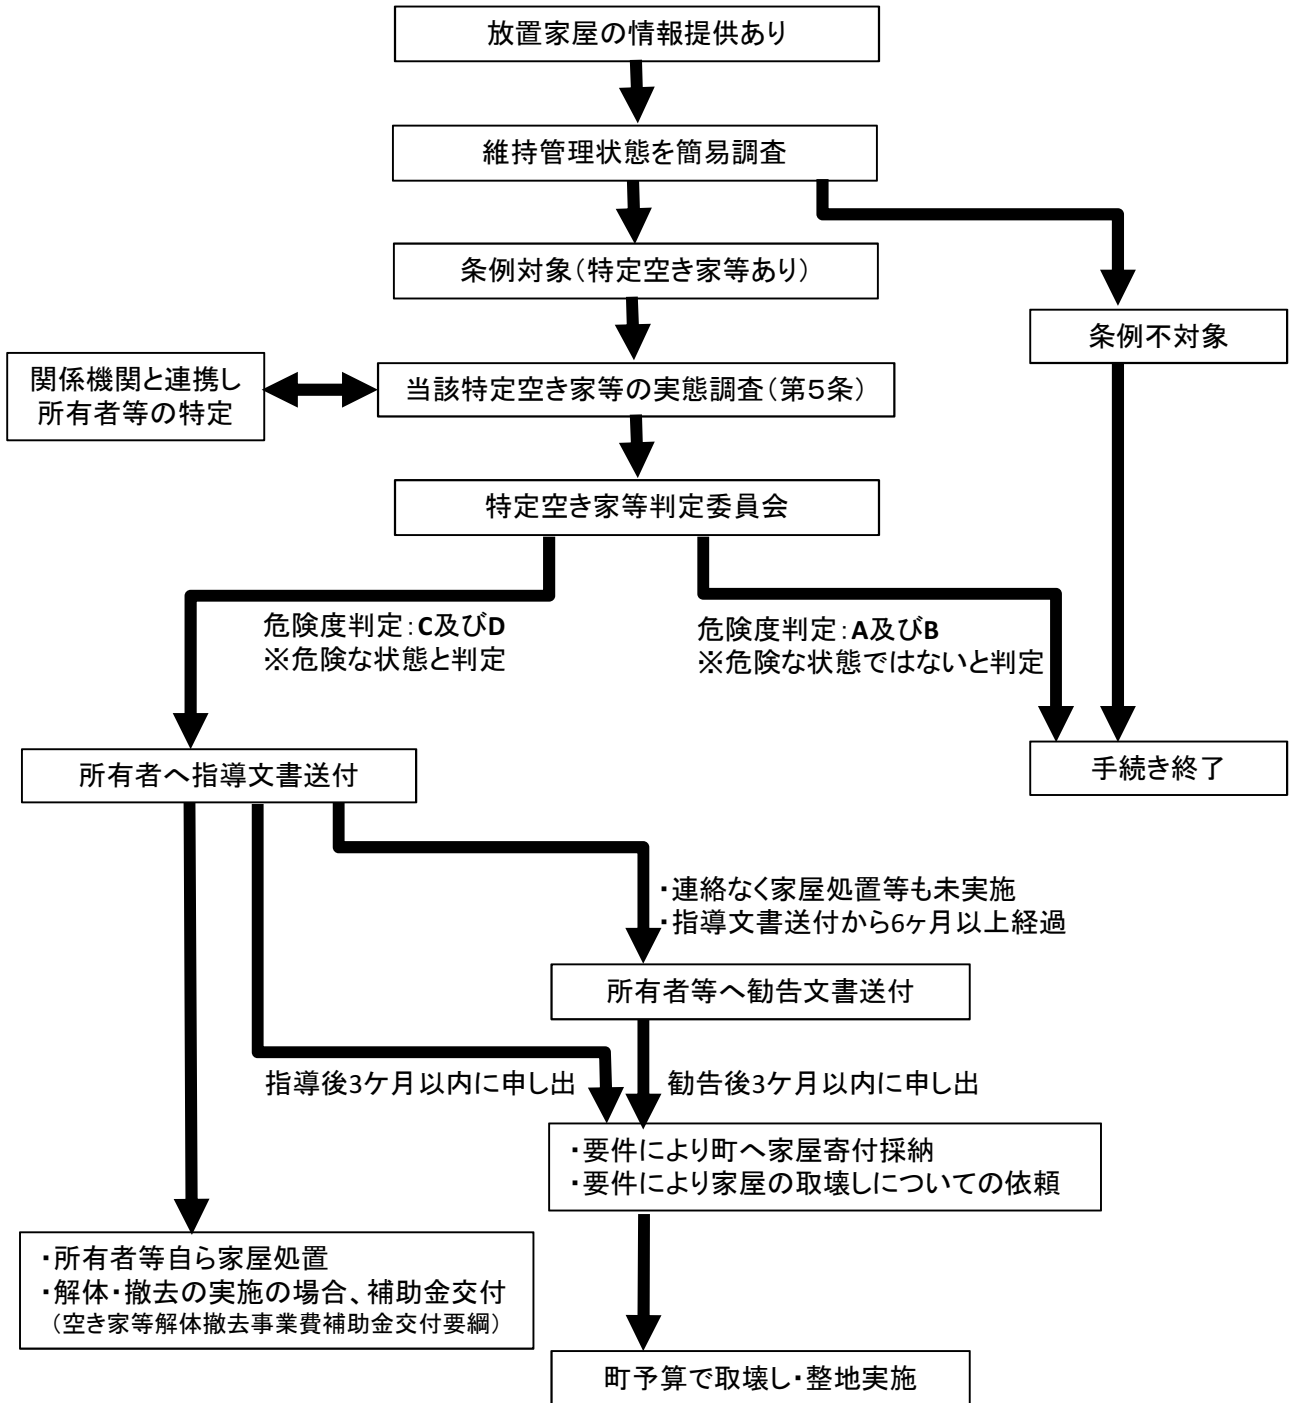 放置家屋の情報提供あり
維持管理状態を簡易調査
条例対象（特定空き家等あり）
条例不対象
関係機関と連携し
所有者等の特定
当該特定空き家等の実態調査（第５条）
特定空き家等判定委員会
危険度判定：C及びD
※危険な状態と判定
危険度判定：A及びB
※危険な状態ではないと判定
所有者へ指導文書送付
手続き終了
・連絡なく家屋処置等も未実施
・指導文書送付から6ヶ月以上経過
所有者等へ勧告文書送付
指導後3ケ月以内に申し出
勧告後3ケ月以内に申し出
・要件により町へ家屋寄付採納
・要件により家屋の取壊しについての依頼
・所有者等自ら家屋処置
・解体・撤去の実施の場合、補助金交付
（空き家等解体撤去事業費補助金交付要綱）
町予算で取壊し・整地実施